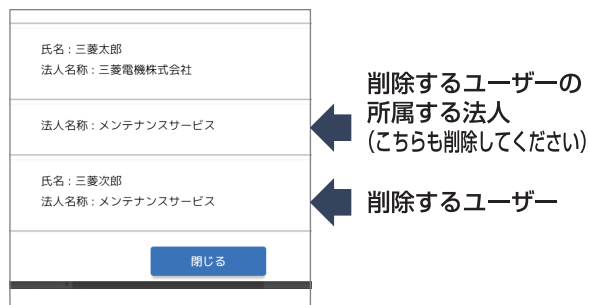 氏名：三菱太郎
法人名称：三菱電機株式会社
法人名称：メンテナンスサービス
氏名：三菱次郎
法人名称：メンテナンスサービス
閉じる
削除するユーザーの
所属する法人
（こちらも削除してください）
削除するユーザー